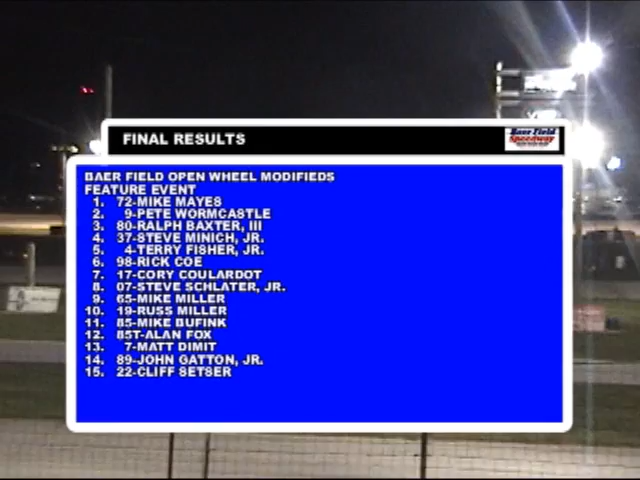 FINAL RESULTS
Baer Field
Speedway
BAER FIELD OPEN WHEEL MODIFIEDS
FEATURE EVENT
1. 72-MIKE MAYES
2. 9-PETE WORMCASTLE
3. 80-RALPH BAXTER, III
4. 37-STEVE MINICH, JR.
5. 4-TERRY FISHER, JR.
6. 98-RICK COE
7. 17-CORY COULARDOT
8. 07-STEVE SCHLATER, JR.
9. 65-MIKE MILLER
10. 19-RUSS MILLER
11. 85-MIKE BUFINK
12. 85T-ALAN FOX
13. 7-MATT DIMIT
14. 89-JOHN GATTON, JR.
15. 22-CLIFF SETSER